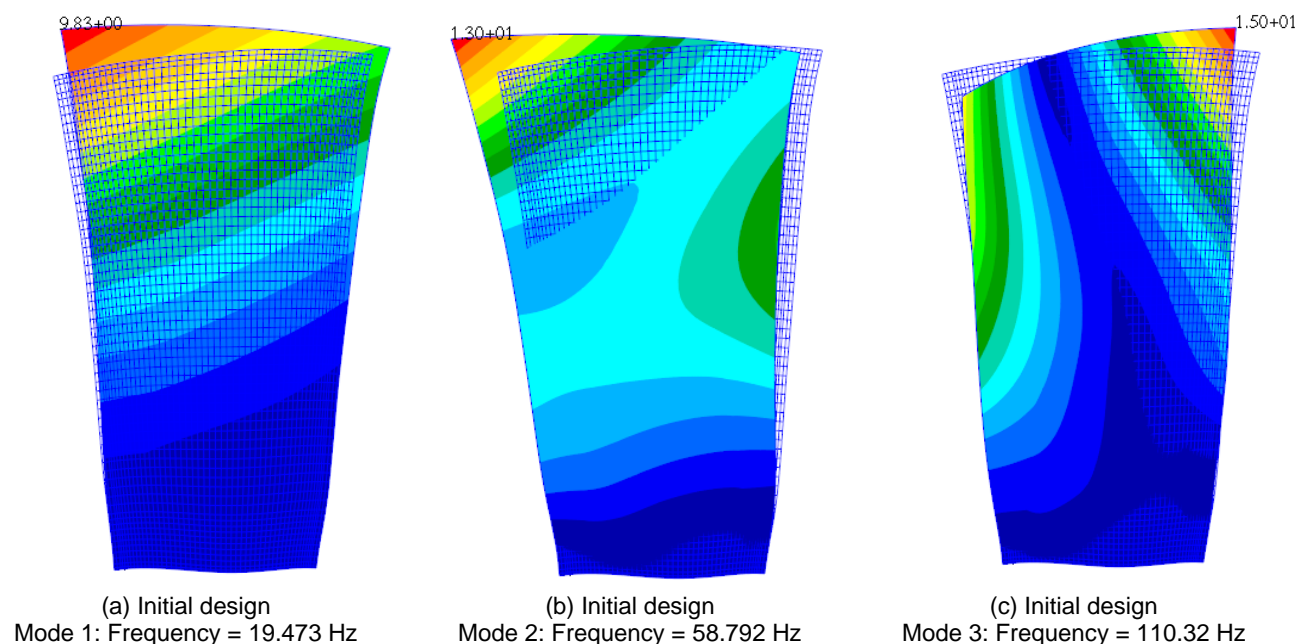 9.83+00
1.30+01
1.50+01
(a) Initial design
Mode 1: Frequency = 19.473 Hz
(b) Initial design
Mode 2: Frequency = 58.792 Hz
(c) Initial design
Mode 3: Frequency = 110.32 Hz